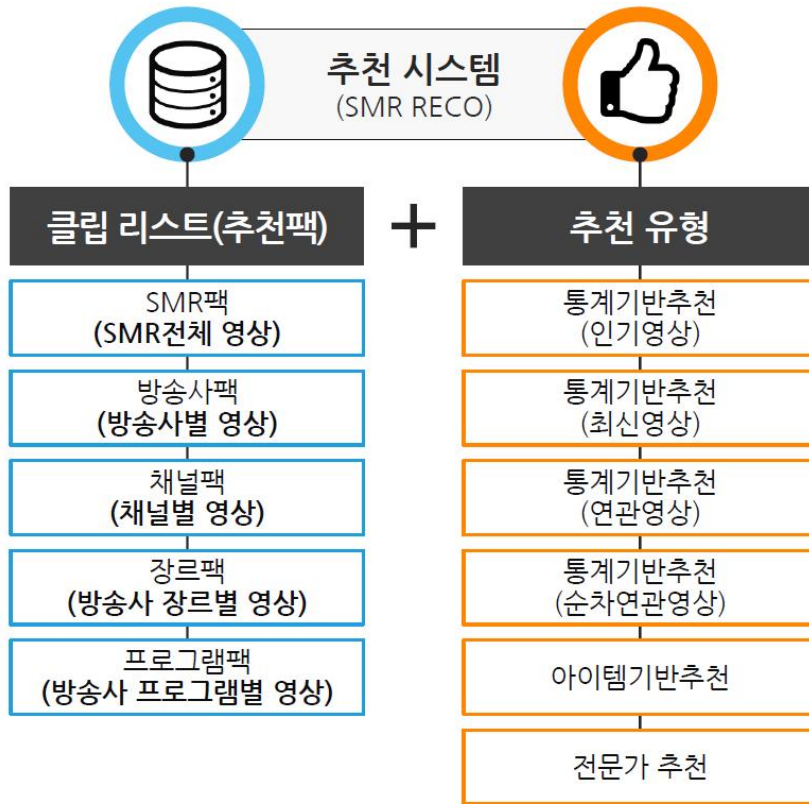 추천 시스템
(SMR RECO)
클립 리스트(추천팩)
+
추천 유형
SMR팩
(SMR전체 영상)
방송사팩
(방송사별 영상)
채널팩
(채널별 영상)
장르팩
(방송사 장르별 영상)
프로그램팩
(방송사 프로그램별 영상)
통계기반추천
(인기영상)
통계기반추천
(최신영상)
통계기반추천
(연관영상)
통계기반추천
(순차연관영상)
아이템기반추천
전문가 추천